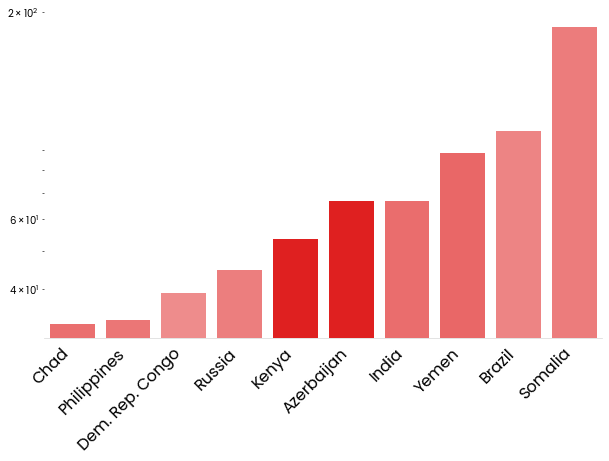 2 × 10²
6 × 10¹
4 × 10¹
Chad
Philippines
Dem. Rep. Congo
Russia
Kenya
Azerbaijan
India
Yemen
Brazil
Somalia